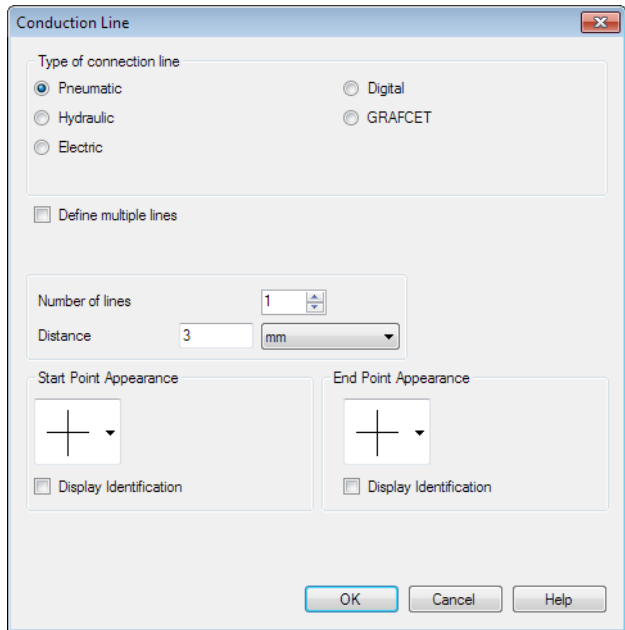 Conduction Line
Type of connection line
Pneumatic
Digital
Hydraulic
GRAFCET
Electric
Define multiple lines
Number of lines 1
Distance 3 mm
Start Point Appearance
End Point Appearance
Display Identification
Display Identification
OK Cancel Help